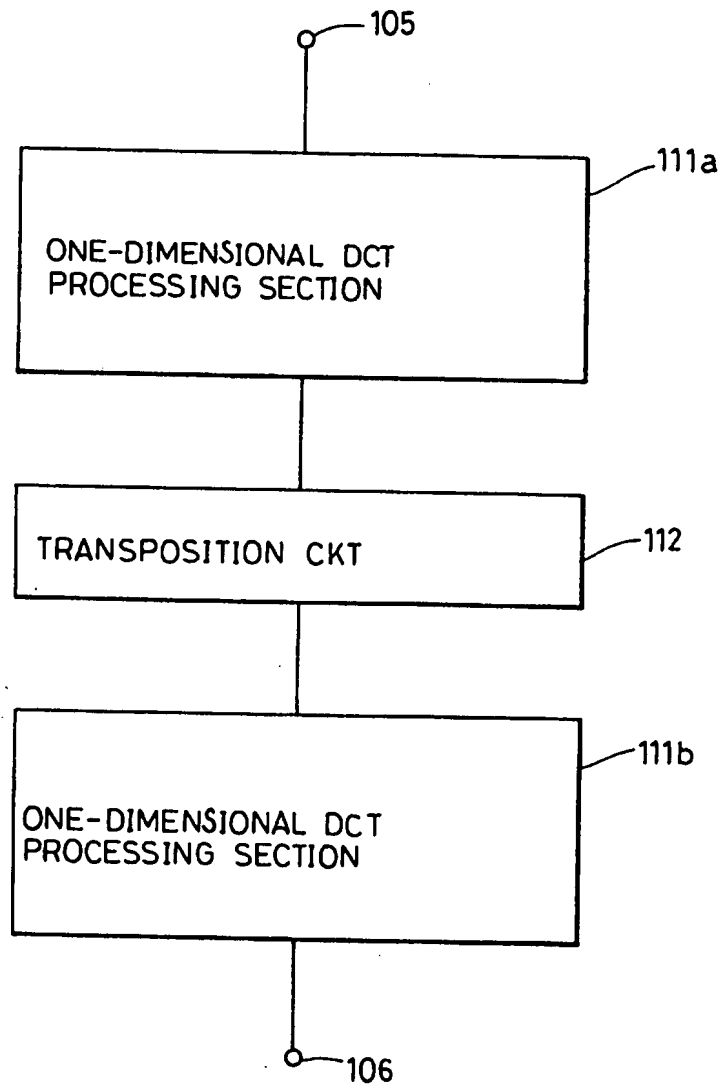 105
111a
ONE-DIMENSIONAL DCT
PROCESSING SECTION
TRANSPOSITION CKT
112
111b
ONE-DIMENSIONAL DCT
PROCESSING SECTION
106